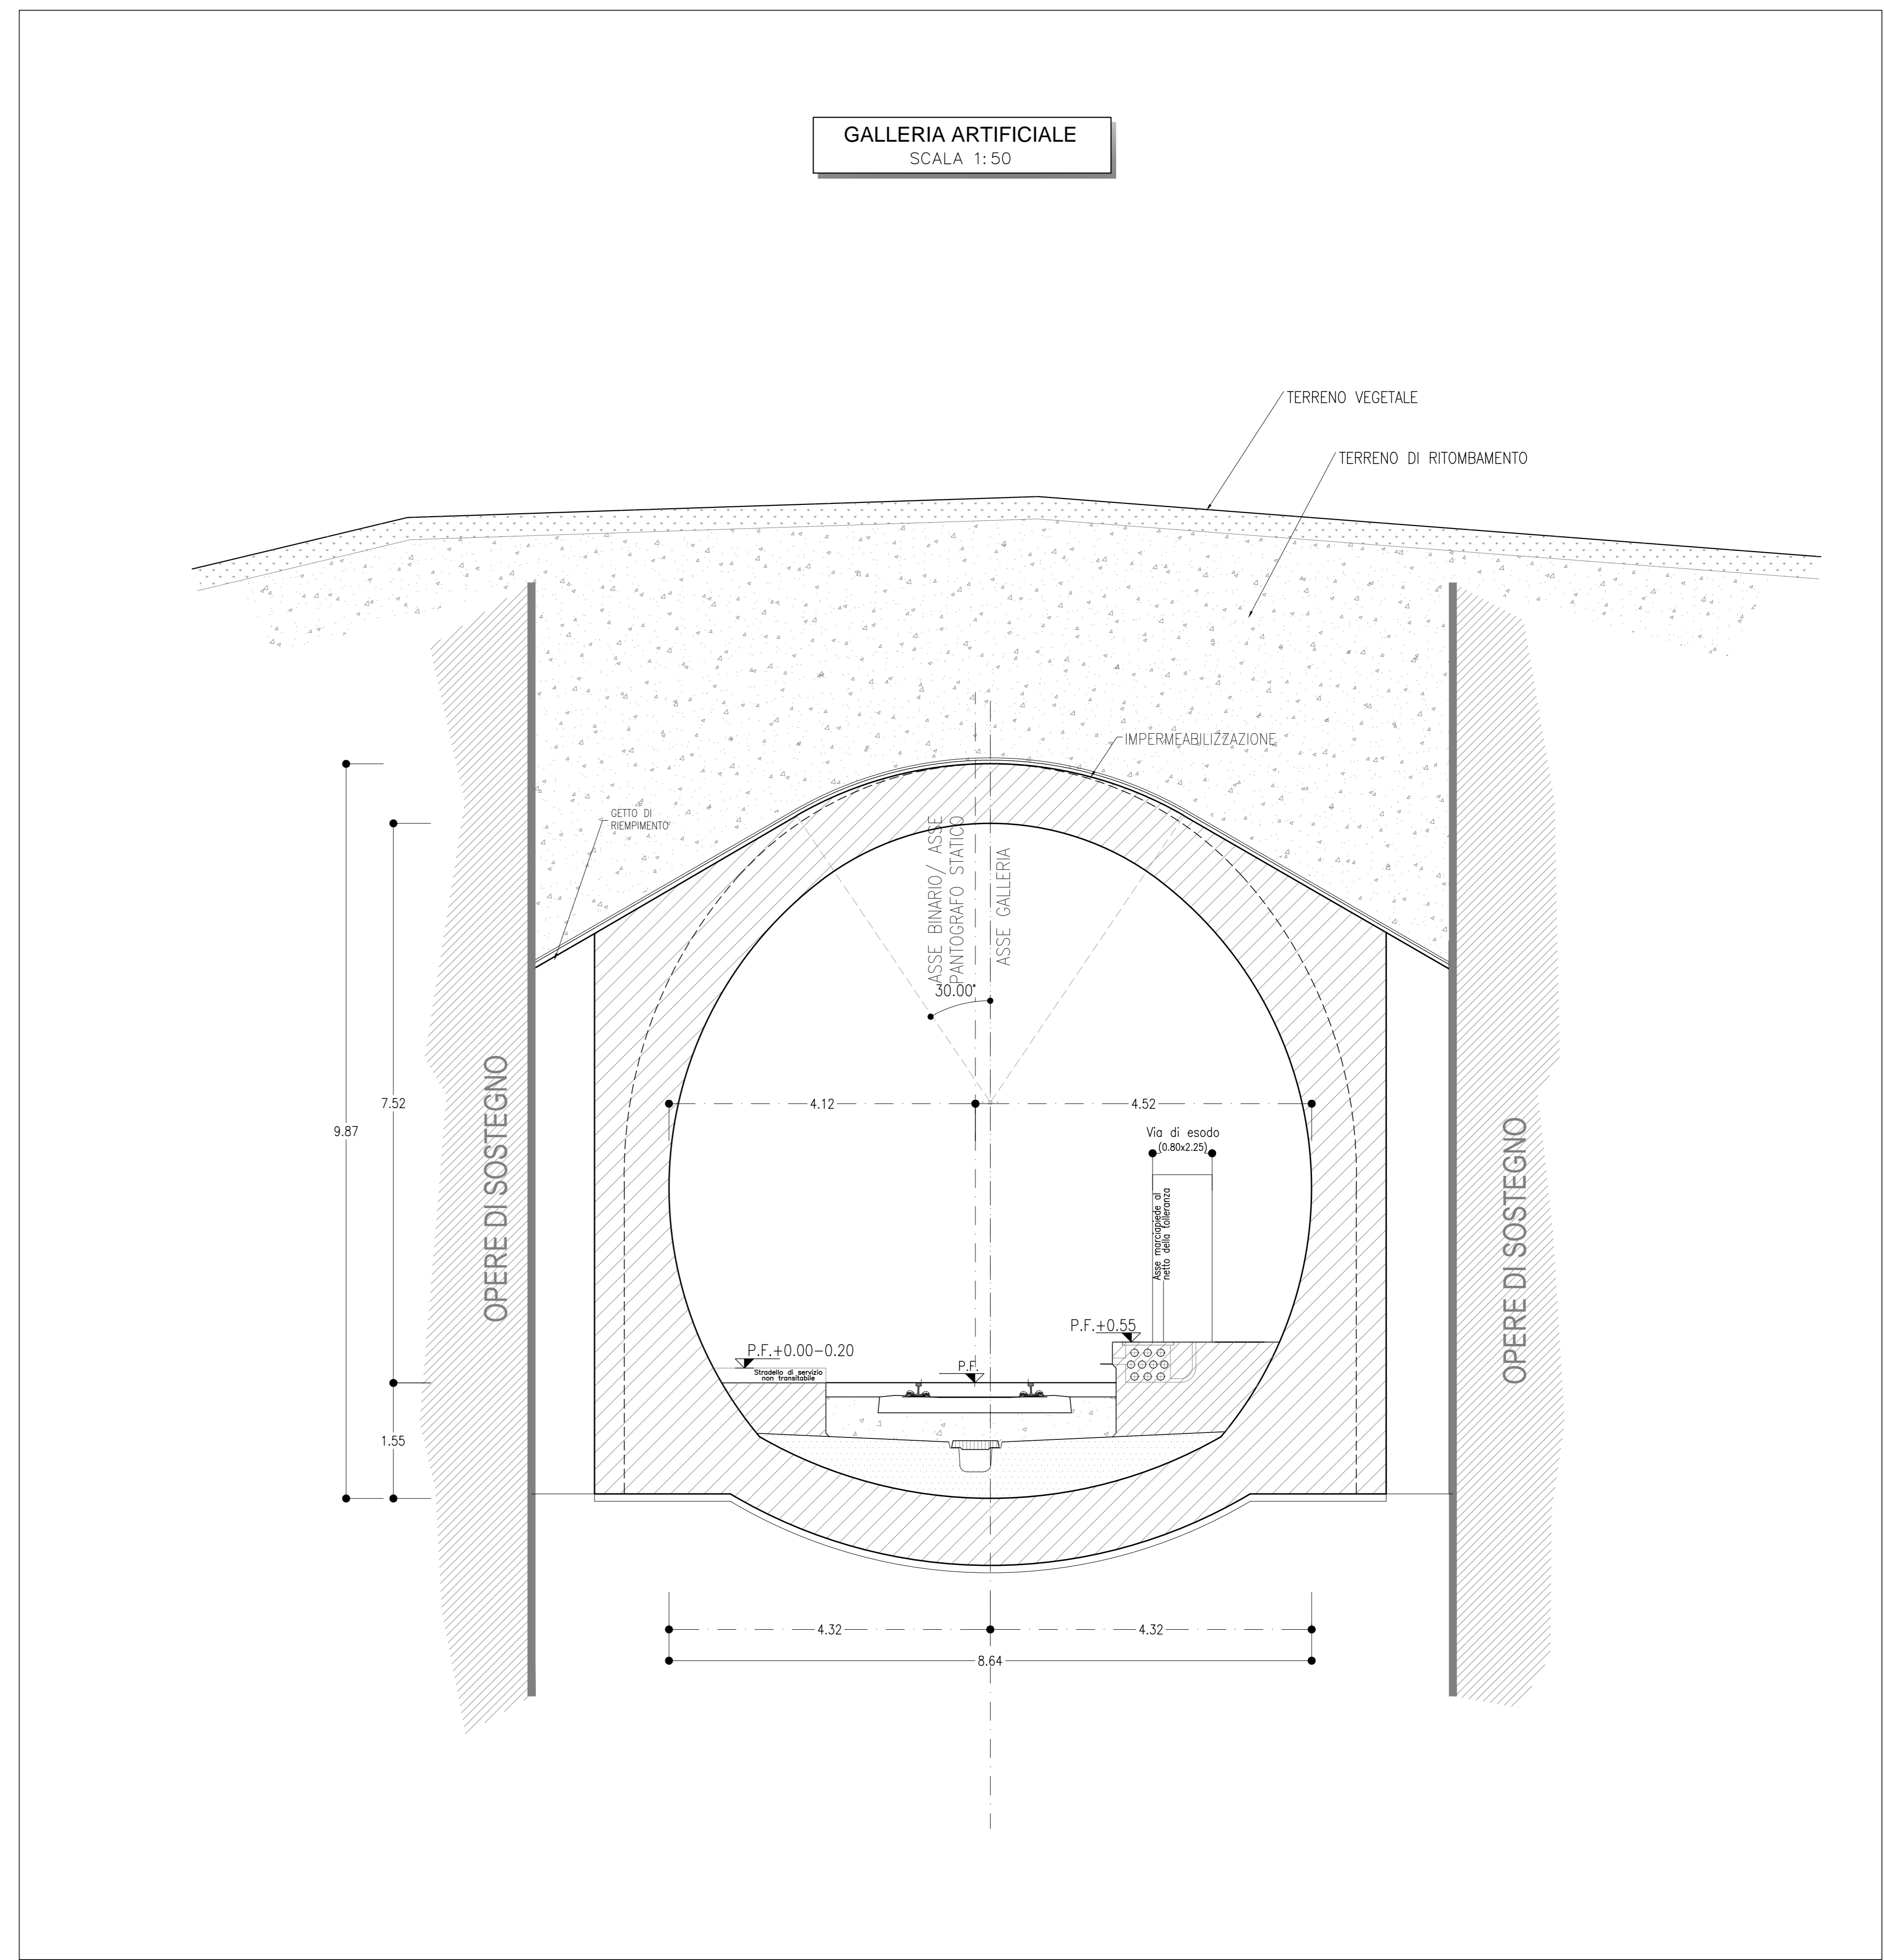 GALLERIA ARTIFICIALE
SCALA 1:50
TERRENO VEGETALE
TERRENO DI RITOMBAMENTO
IMPERMEABILIZZAZIONE
GETTO DI
RIEMPIMENTO
ASSE BINARIO/ ASSE
PANTOGRAFO STATICO
ASSE GALLERIA
30.00°
OPERE DI SOSTEGNO
OPERE DI SOSTEGNO
9.87
7.52
1.55
4.12
4.52
Via di esodo
(0.80x2.25)
Asse marciapiede al
netto della tolleranza
P.F.+0.55
P.F.+0.00-0.20
Stradello di servizio
non transitabile
P.F.
4.32
4.32
8.64